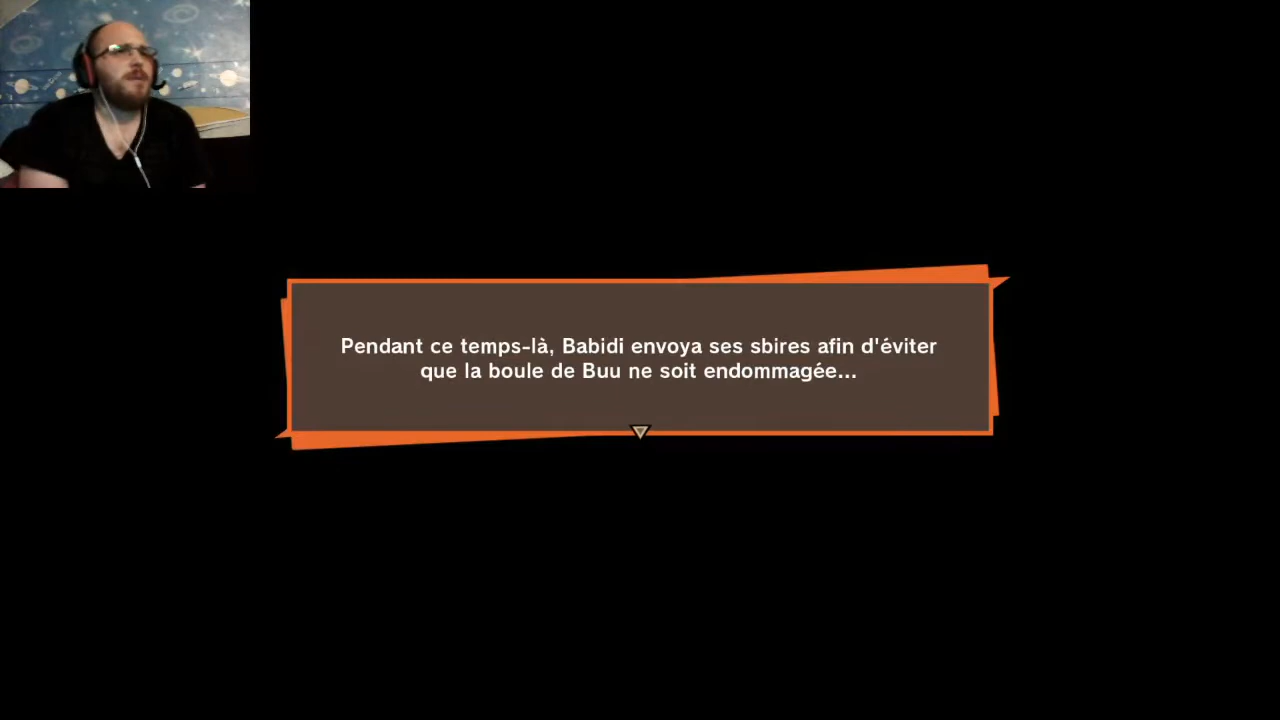 Pendant ce temps-là, Babidi envoya ses sbires afin d'éviter
que la boule de Buu ne soit endommagée...